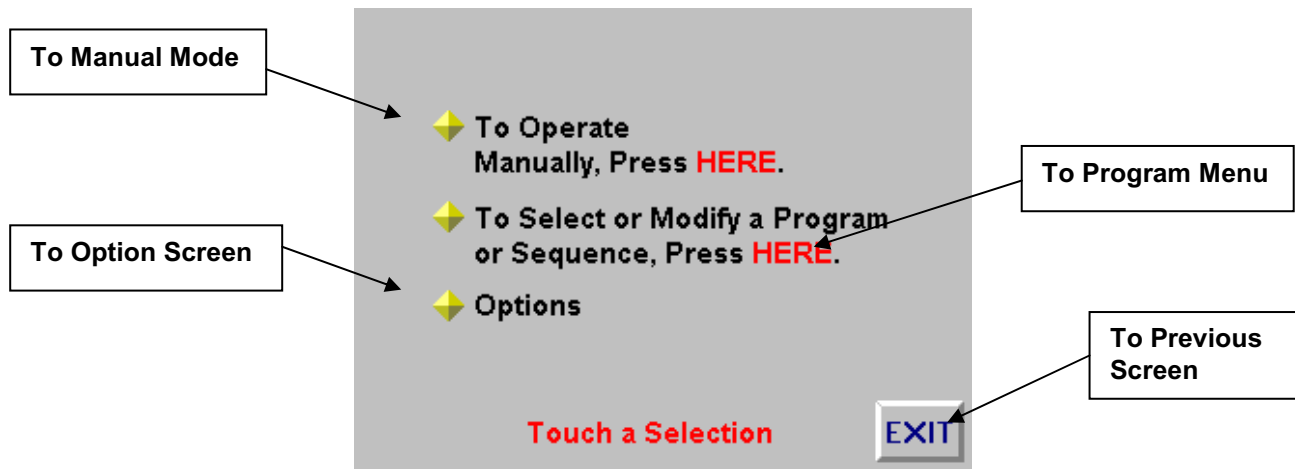 To Manual Mode
To Operate
Manually, Press HERE.
To Program Menu
To Select or Modify a Program
or Sequence, Press HERE.
To Option Screen
Options
To Previous
Screen
Touch a Selection
EXIT